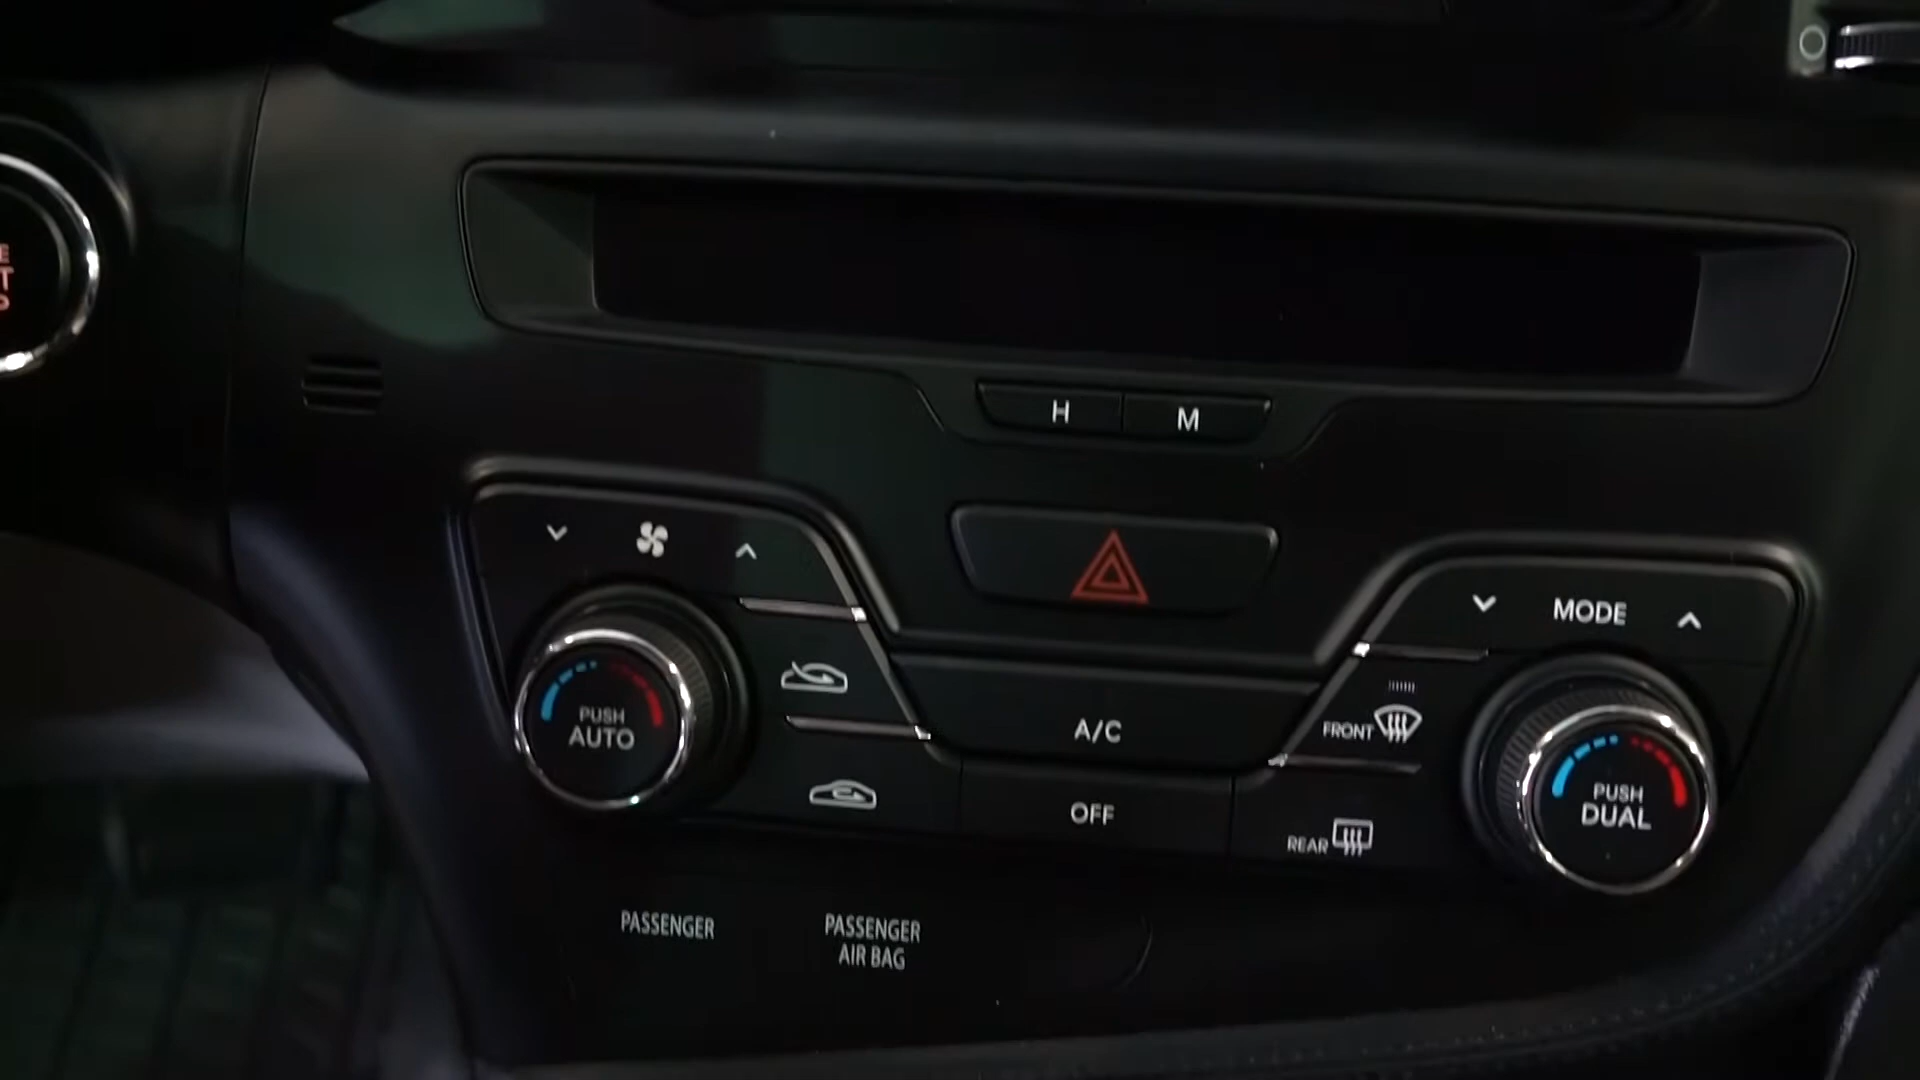 H
M
MODE
PUSH
AUTO
A/C
FRONT
PUSH
DUAL
OFF
REAR
PASSENGER
PASSENGER
AIR BAG